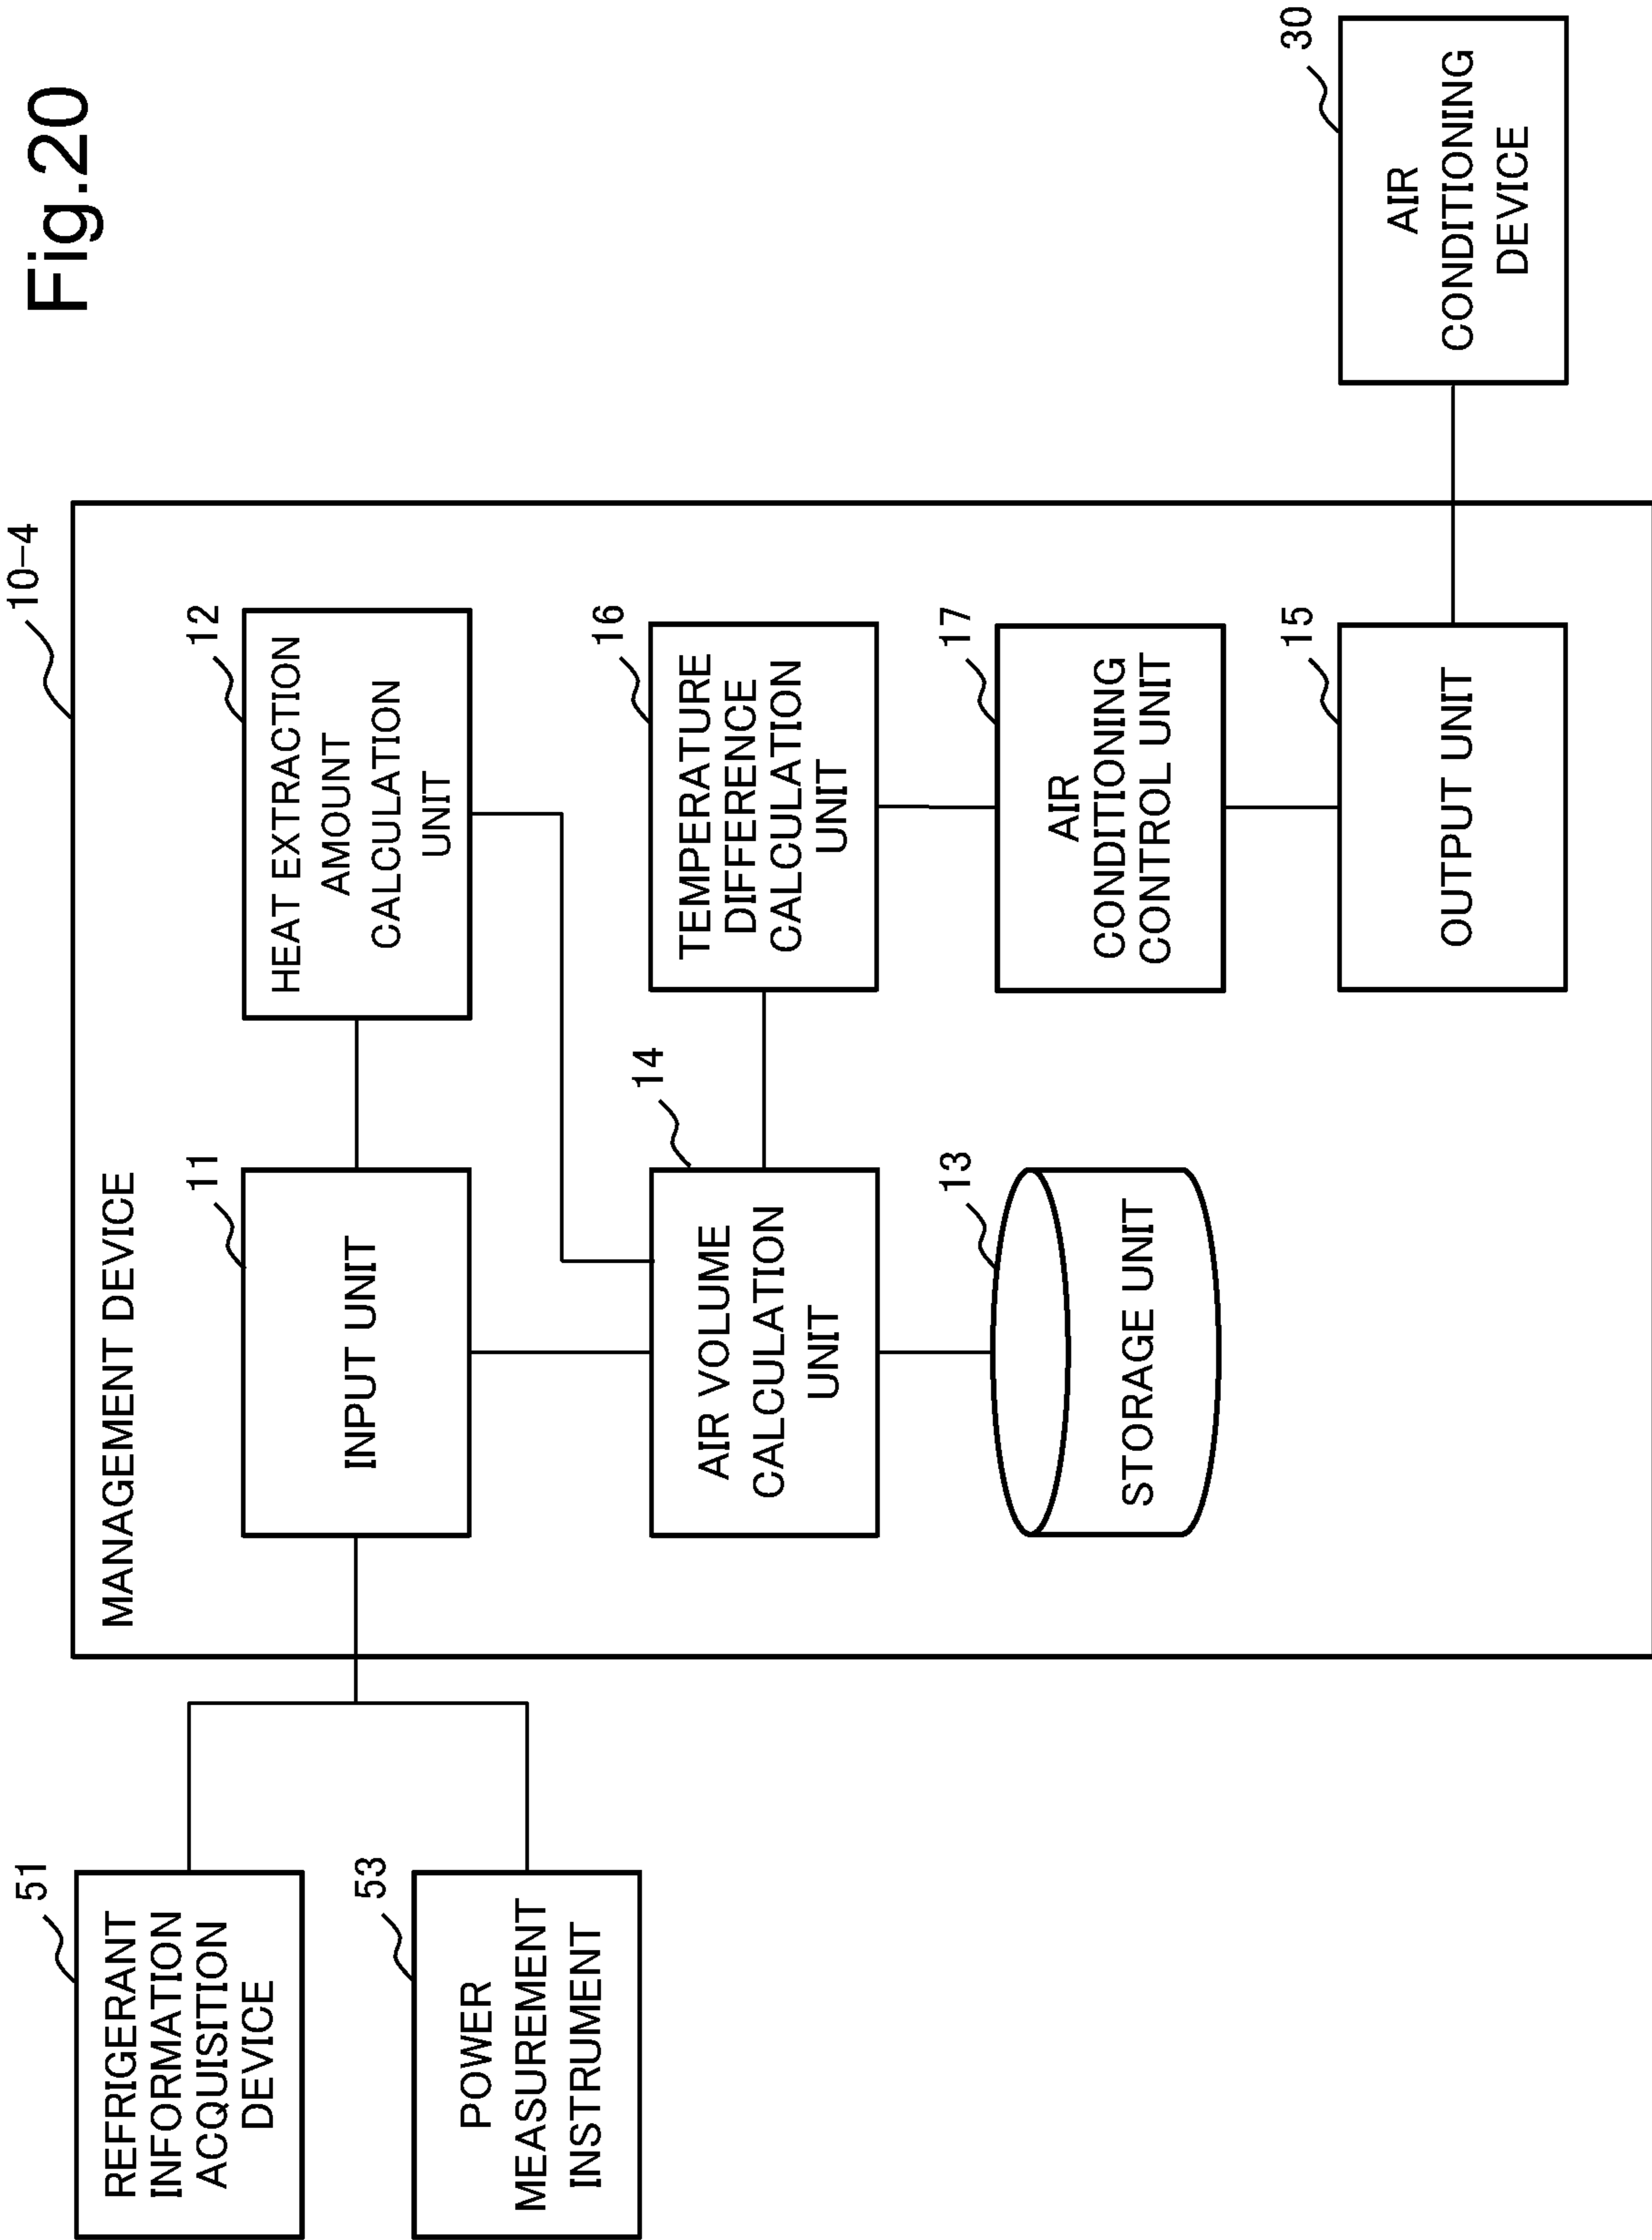 Fig.20
10-4
MANAGEMENT DEVICE
51
REFRIGERANT
INFORMATION
ACQUISITION
DEVICE
53
POWER
MEASUREMENT
INSTRUMENT
11
INPUT UNIT
12
HEAT EXTRACTION
AMOUNT
CALCULATION
UNIT
14
AIR VOLUME
CALCULATION
UNIT
16
TEMPERATURE
DIFFERENCE
CALCULATION
UNIT
13
STORAGE UNIT
17
AIR
CONDITIONING
CONTROL UNIT
15
OUTPUT UNIT
30
AIR
CONDITIONING
DEVICE